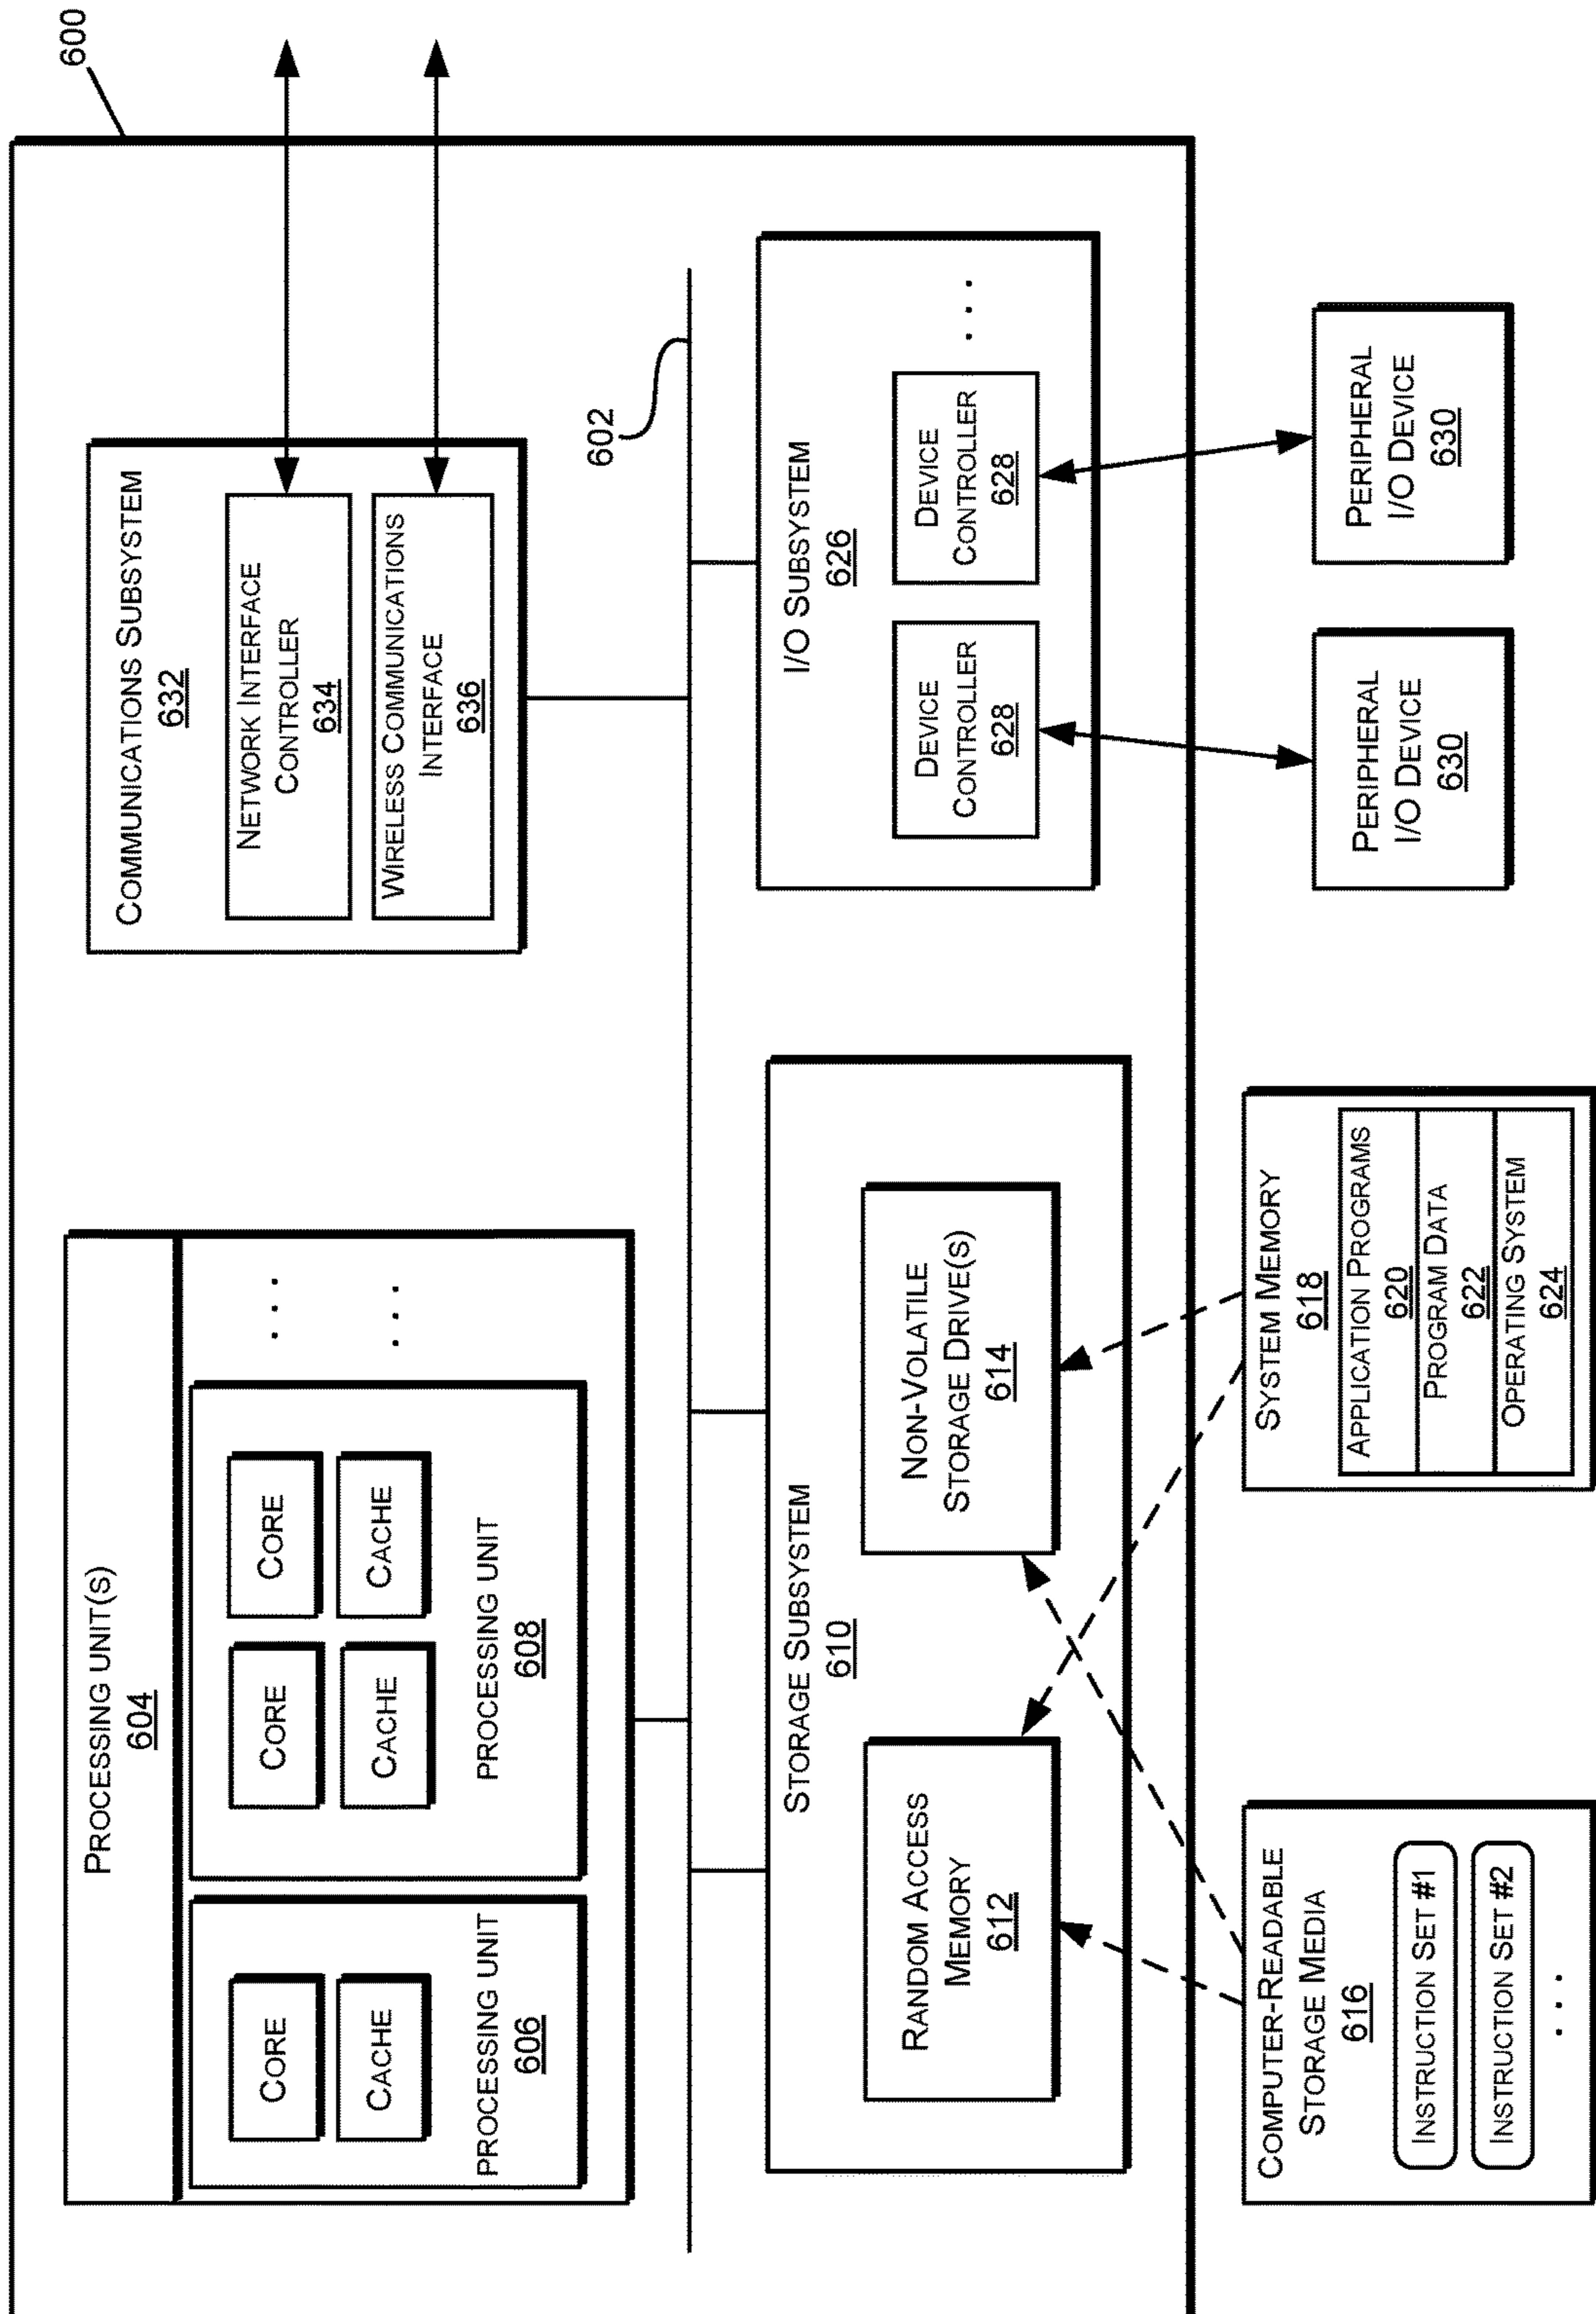 600
PROCESSING UNIT(S)
604
CORE
CACHE
PROCESSING UNIT
606
CORE
CORE
CACHE
CACHE
PROCESSING UNIT
608
. . .
. . .
COMMUNICATIONS SUBSYSTEM
632
NETWORK INTERFACE
CONTROLLER
634
WIRELESS COMMUNICATIONS
INTERFACE
636
602
STORAGE SUBSYSTEM
610
RANDOM ACCESS
MEMORY
612
NON-VOLATILE
STORAGE DRIVE(S)
614
I/O SUBSYSTEM
626
DEVICE
CONTROLLER
628
DEVICE
CONTROLLER
628
. . .
COMPUTER-READABLE
STORAGE MEDIA
616
INSTRUCTION SET #1
INSTRUCTION SET #2
. . .
SYSTEM MEMORY
618
APPLICATION PROGRAMS
620
PROGRAM DATA
622
OPERATING SYSTEM
624
PERIPHERAL
I/O DEVICE
630
PERIPHERAL
I/O DEVICE
630